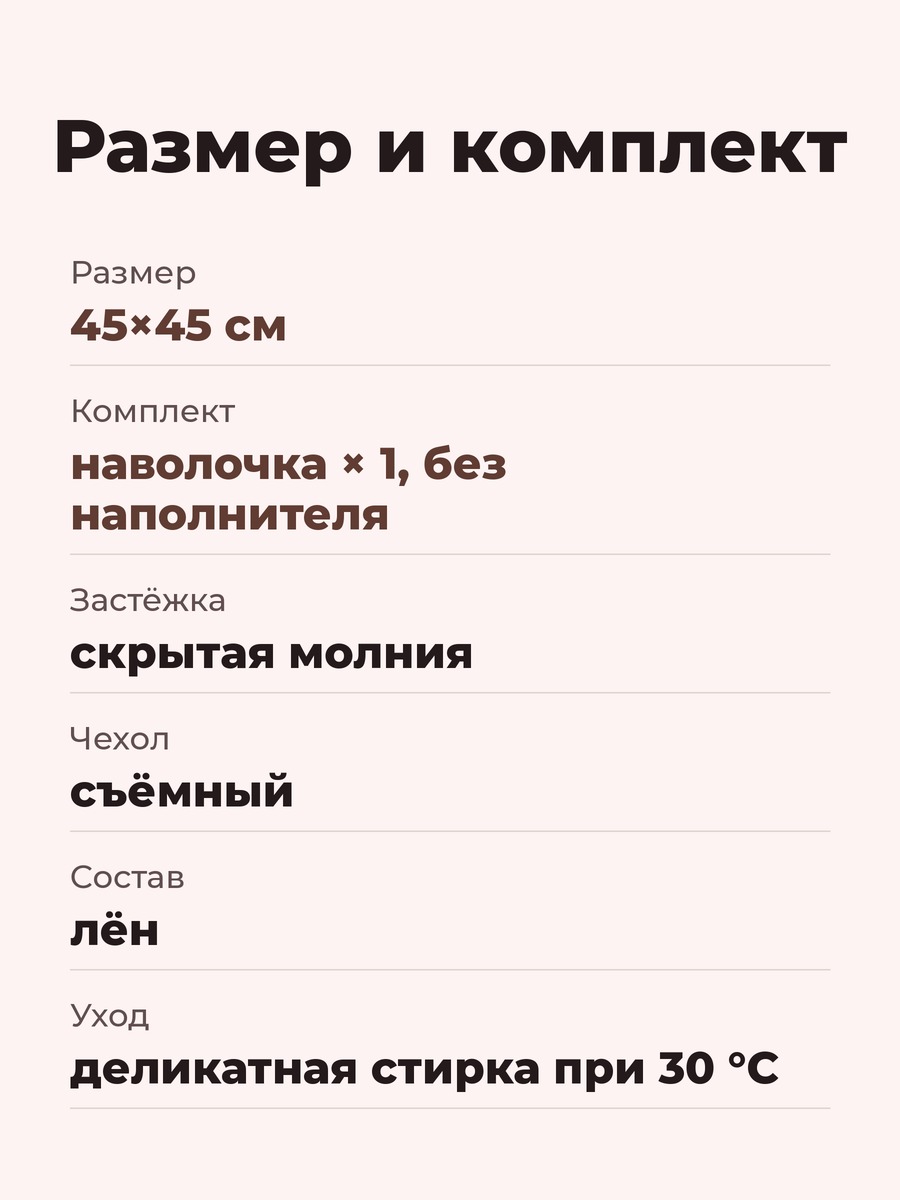 Размер и комплект
Размер
45×45 см
Комплект
наволочка × 1, без
наполнителя
Застёжка
скрытая молния
Чехол
съёмный
Состав
лён
Уход
деликатная стирка при 30 °C